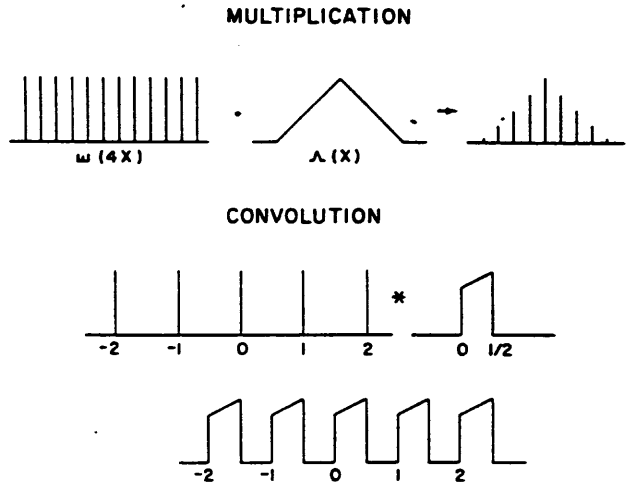 MULTIPLICATION
Ш (4X)
Λ (X)
CONVOLUTION
*
-2 -1 0 1 2 0 1/2
-2 -1 0 1 2